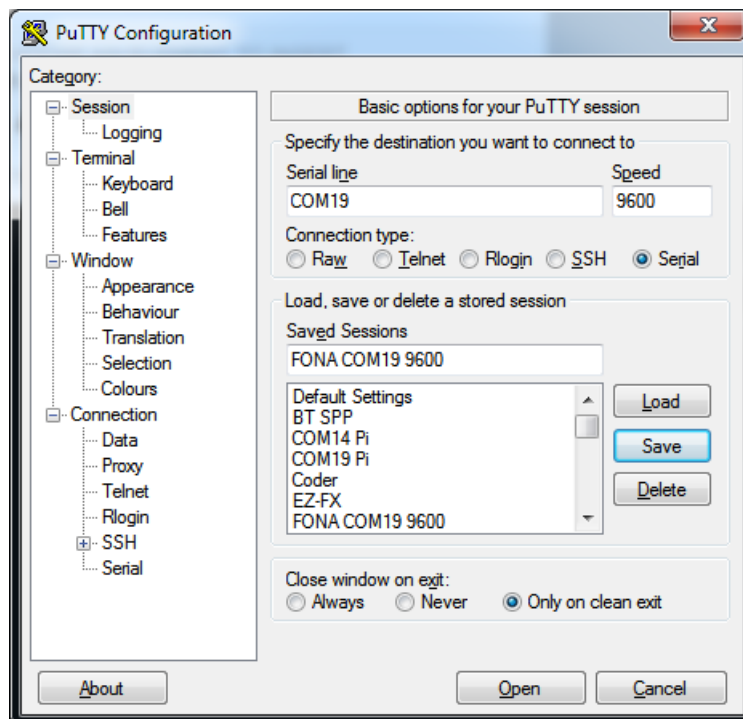 PuTTY Configuration
Category:
Session
Logging
Terminal
Keyboard
Bell
Features
Window
Appearance
Behaviour
Translation
Selection
Colours
Connection
Data
Proxy
Telnet
Rlogin
SSH
Serial
Basic options for your PuTTY session
Specify the destination you want to connect to
Serial line Speed
COM19 9600
Connection type:
Raw Telnet Rlogin SSH Serial
Load, save or delete a stored session
Saved Sessions
FONA COM19 9600
Default Settings
BT SPP
COM14 Pi
COM19 Pi
Coder
EZ-FX
FONA COM19 9600
Load
Save
Delete
Close window on exit:
Always Never Only on clean exit
About Open Cancel